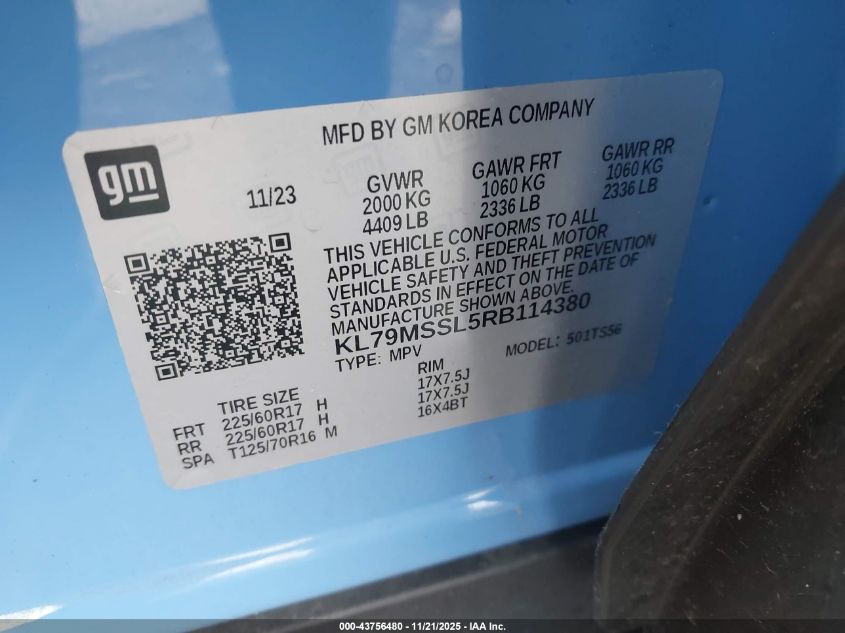 MFD BY GM KOREA COMPANY
gm
11/23
GVWR
2000 KG
4409 LB
GAWR FRT
1060 KG
2336 LB
GAWR RR
1060 KG
2336 LB
THIS VEHICLE CONFORMS TO ALL
APPLICABLE U.S. FEDERAL MOTOR
VEHICLE SAFETY AND THEFT PREVENTION
STANDARDS IN EFFECT ON THE DATE OF
MANUFACTURE SHOWN ABOVE.
KL79MSSL5RB114380
TYPE: MPV MODEL: 501TS56
TIRE SIZE RIM
FRT 225/60R17 H 17X7.5J
RR 225/60R17 H 17X7.5J
SPA T125/70R16 M 16X4BT
000-43756480 - 11/21/2025 - IAA Inc.